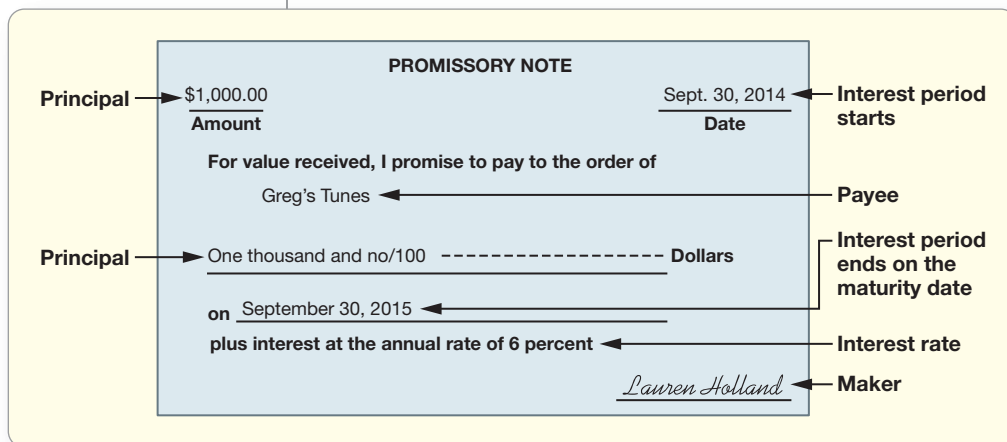 PROMISSORY NOTE
Principal $1,000.00 Sept. 30, 2014 Interest period starts
Amount Date
For value received, I promise to pay to the order of
Greg's Tunes Payee
Principal One thousand and no/100 ---------------------- Dollars
Interest period
ends on the
maturity date
on September 30, 2015
plus interest at the annual rate of 6 percent Interest rate
Lauren Holland Maker